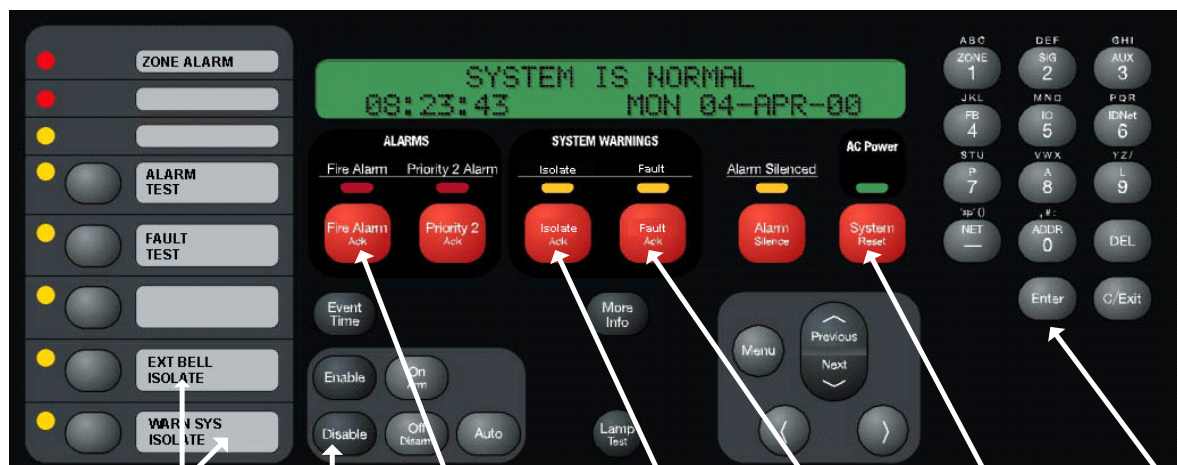 ZONE ALARM
ALARM
TEST
FAULT
TEST
EXT BELL
ISOLATE
WARN SYS
ISOLATE
SYSTEM IS NORMAL
08:23:43 MON 04-APR-00
ALARMS
Fire Alarm Priority 2 Alarm
Fire Alarm
Ack
Priority 2
Ack
SYSTEM WARNINGS
Isolate Fault
Isolate
Ack
Fault
Ack
Alarm Silenced
Alarm
Silence
AC Power
System
Reset
Event
Time
More
Info
Enable
On
Arm
Disable
Off
Disarm
Auto
Lamp
Test
Menu
Previous
Next
ABC DEF GHI
ZONE SIG AUX
1 2 3
JKL MNO PQR
FB IO IDNet
4 5 6
STU VWX YZ/
P A L
7 8 9
'sp' () ,#:
NET ADDR
— 0 DEL
Enter C/Exit